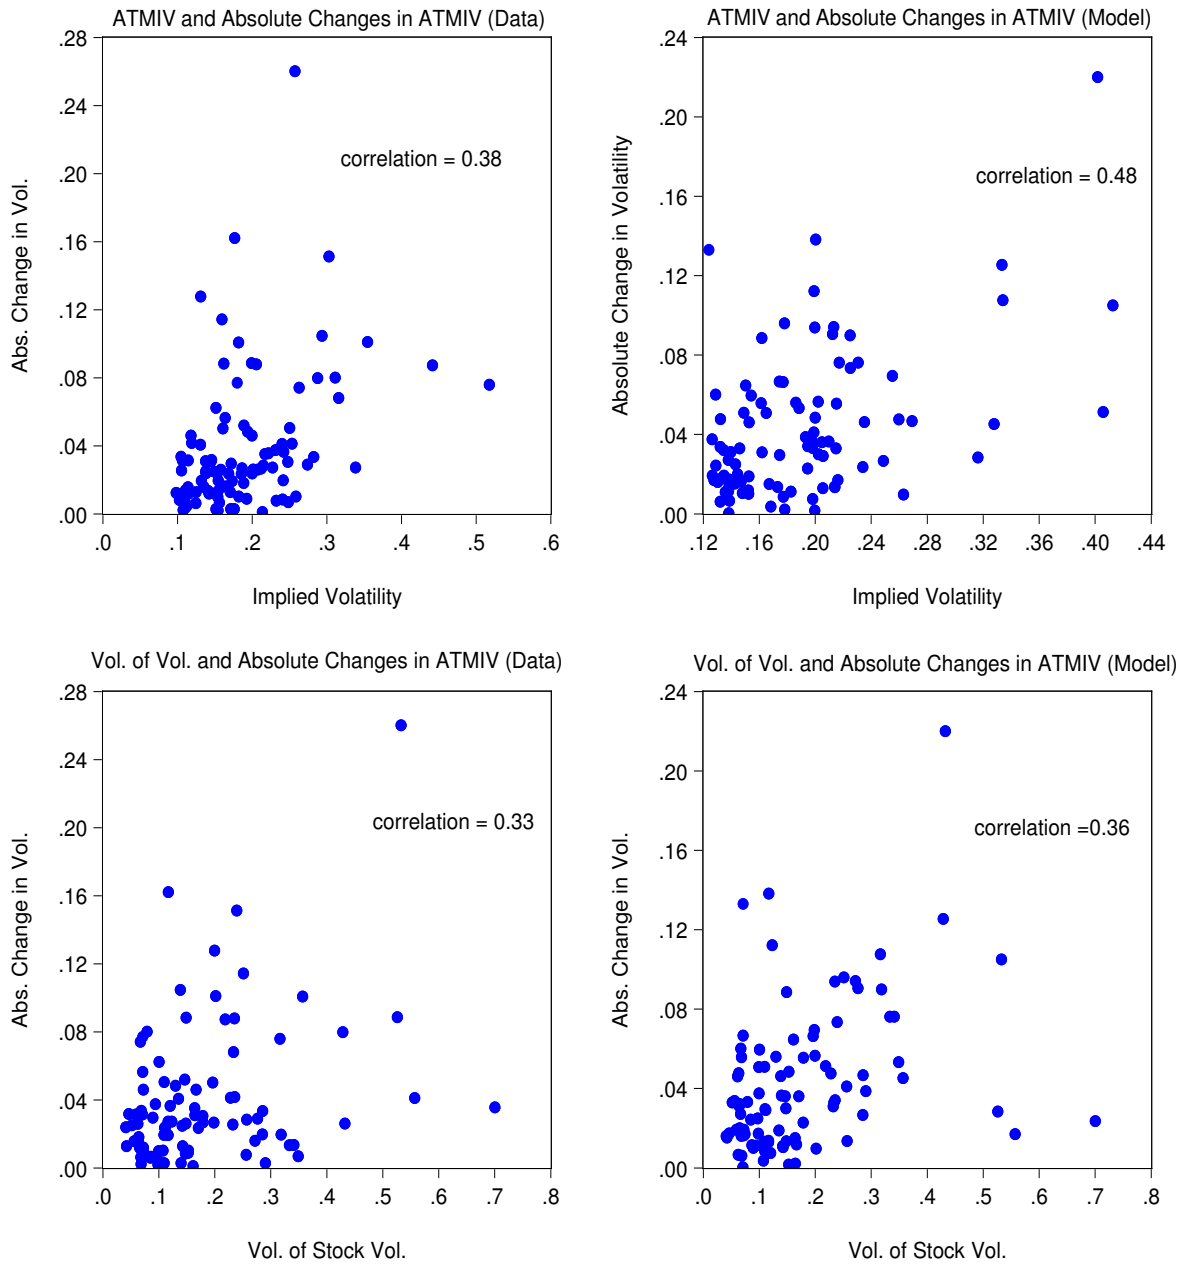 ATMIV and Absolute Changes in ATMIV (Data)
.28
.24
.20
.16
.12
.08
.04
.00
Abs. Change in Vol.
correlation = 0.38
.0 .1 .2 .3 .4 .5 .6
Implied Volatility
ATMIV and Absolute Changes in ATMIV (Model)
.24
.20
.16
.12
.08
.04
.00
Absolute Change in Volatility
correlation = 0.48
.12 .16 .20 .24 .28 .32 .36 .40 .44
Implied Volatility
Vol. of Vol. and Absolute Changes in ATMIV (Data)
.28
.24
.20
.16
.12
.08
.04
.00
Abs. Change in Vol.
correlation = 0.33
.0 .1 .2 .3 .4 .5 .6 .7 .8
Vol. of Stock Vol.
Vol. of Vol. and Absolute Changes in ATMIV (Model)
.24
.20
.16
.12
.08
.04
.00
Abs. Change in Vol.
correlation =0.36
.0 .1 .2 .3 .4 .5 .6 .7 .8
Vol. of Stock Vol.